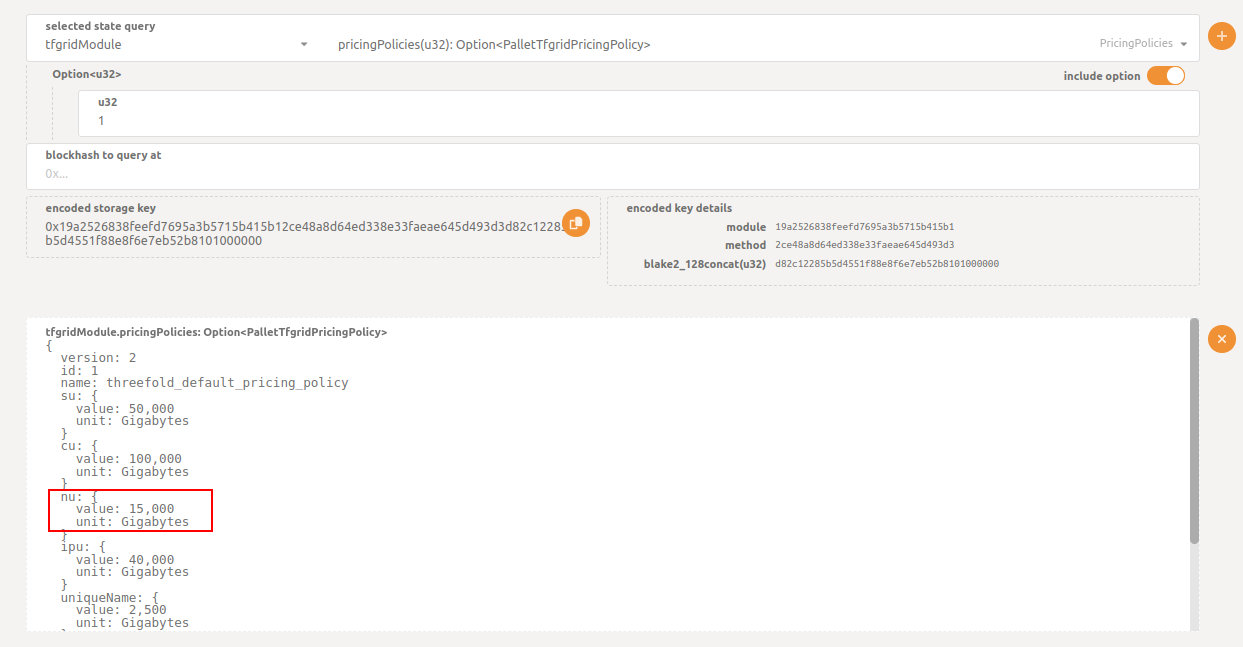 selected state query
tfgridModule
pricingPolicies(u32): Option<PalletTfgridPricingPolicy>
PricingPolicies
Option<u32>
include option
u32
1
blockhash to query at
0x...
encoded storage key
0x19a2526838feefd7695a3b5715b415b12ce48a8d64ed338e33faeae645d493d3d82c12285
b5d4551f88e8f6e7eb52b8101000000
encoded key details
module 19a2526838feefd7695a3b5715b415b1
method 2ce48a8d64ed338e33faeae645d493d3
blake2_128concat(u32) d82c12285b5d4551f88e8f6e7eb52b8101000000
tfgridModule.pricingPolicies: Option<PalletTfgridPricingPolicy>
{
version: 2
id: 1
name: threefold_default_pricing_policy
su: {
value: 50,000
unit: Gigabytes
}
cu: {
value: 100,000
unit: Gigabytes
}
nu: {
value: 15,000
unit: Gigabytes
}
ipu: {
value: 40,000
unit: Gigabytes
}
uniqueName: {
value: 2,500
unit: Gigabytes
}